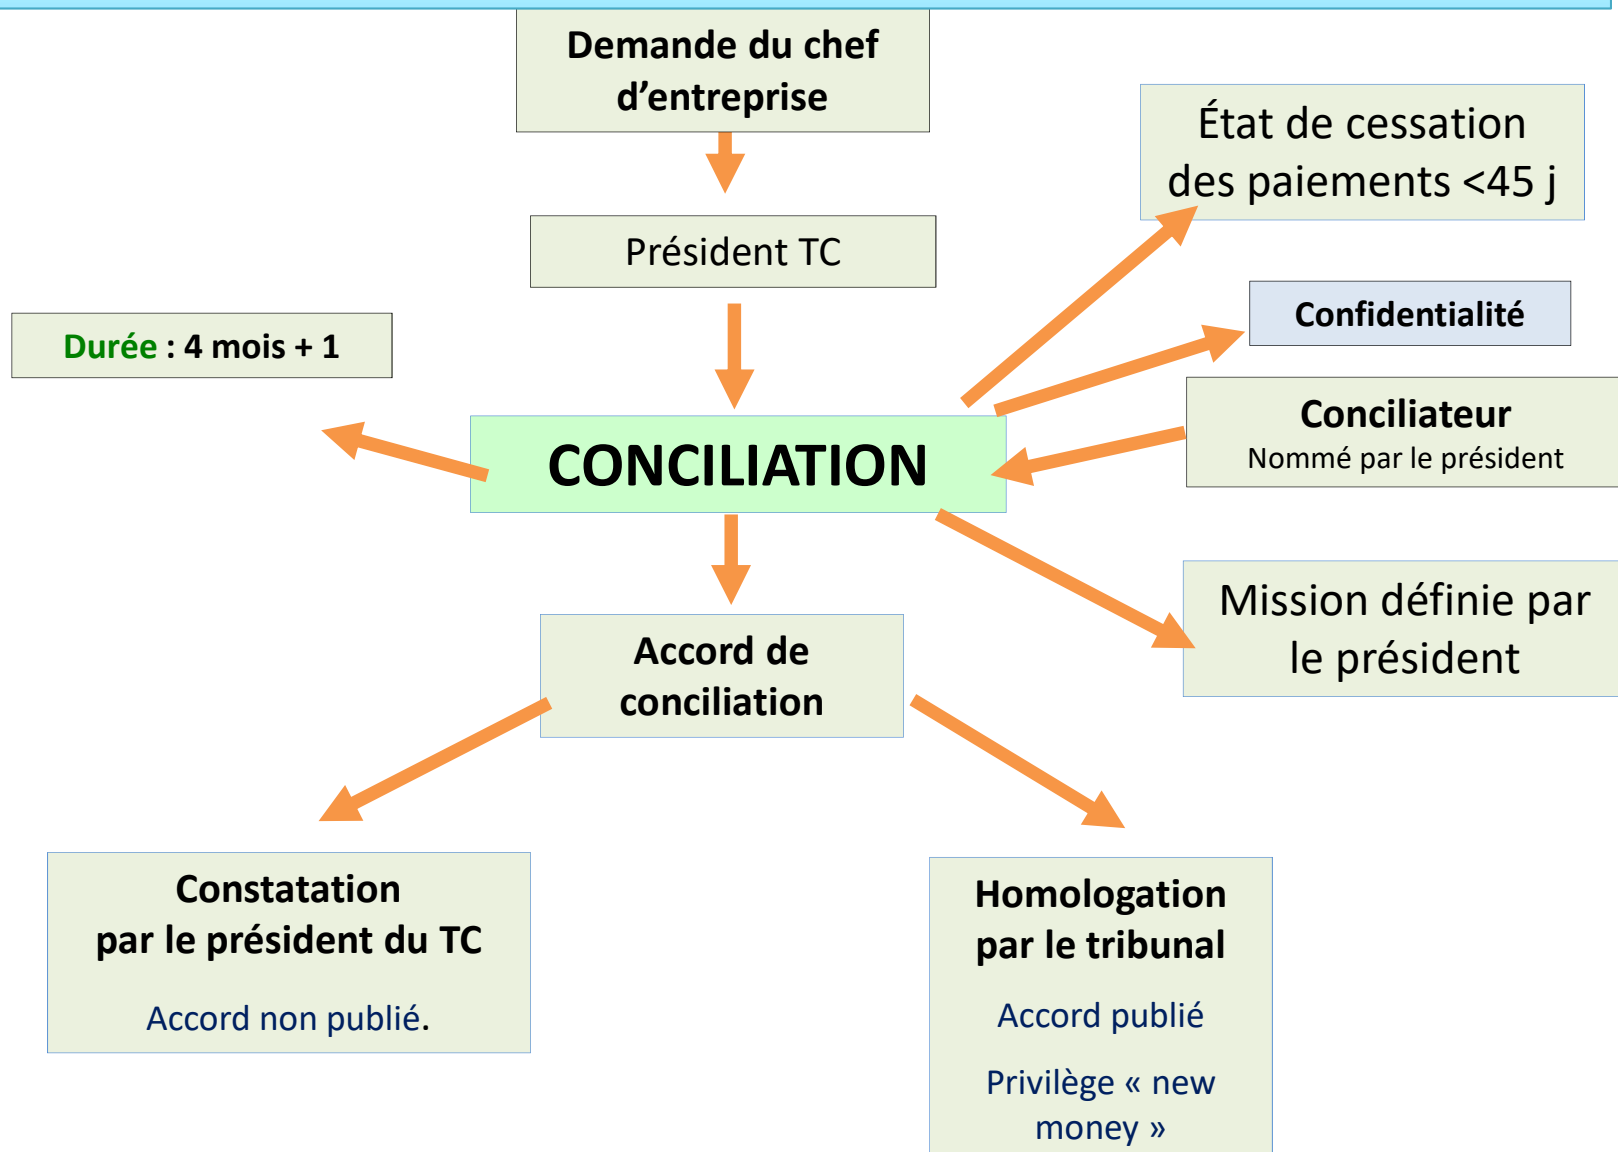 Demande du chef
d’entreprise
État de cessation
des paiements <45 j
Président TC
Confidentialité
Durée : 4 mois + 1
Conciliateur
Nommé par le président
CONCILIATION
Mission définie par
le président
Accord de
conciliation
Constatation
par le président du TC
Accord non publié.
Homologation
par le tribunal
Accord publié
Privilège « new
money »